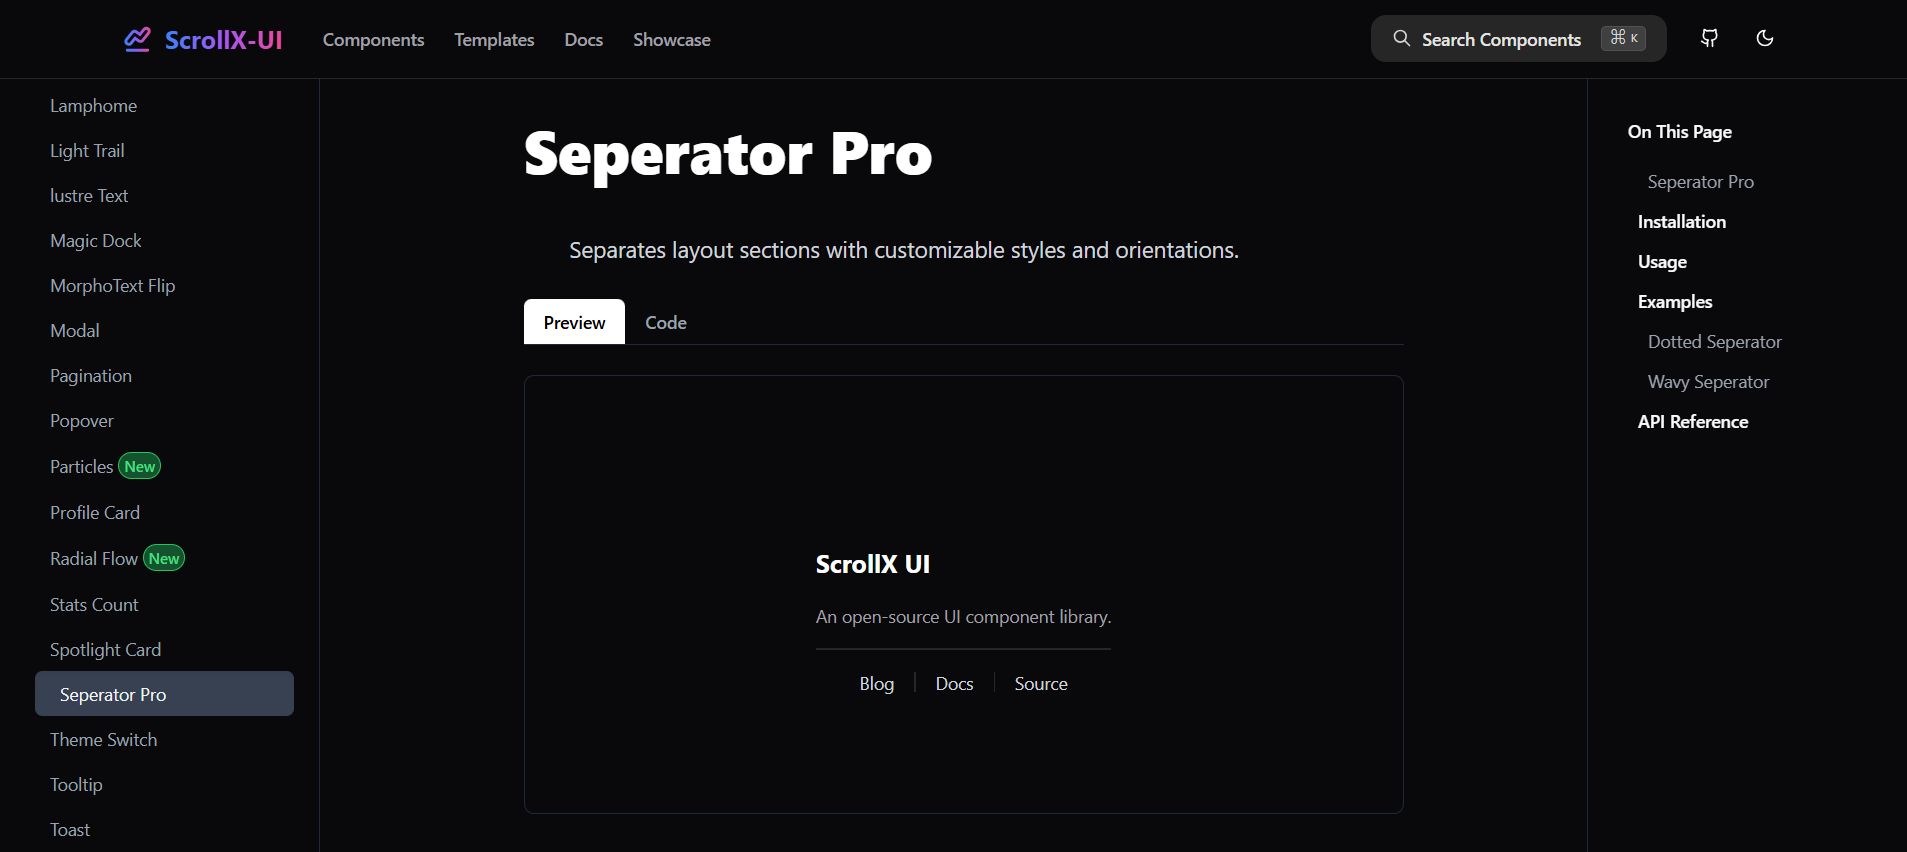 ScrollX-UI
Components
Templates
Docs
Showcase
Search Components
⌘ K
Lamphome
Light Trail
lustre Text
Magic Dock
MorphoText Flip
Modal
Pagination
Popover
Particles New
Profile Card
Radial Flow New
Stats Count
Spotlight Card
Seperator Pro
Theme Switch
Tooltip
Toast
Seperator Pro
Separates layout sections with customizable styles and orientations.
Preview
Code
ScrollX UI
An open-source UI component library.
Blog
Docs
Source
On This Page
Seperator Pro
Installation
Usage
Examples
Dotted Seperator
Wavy Seperator
API Reference